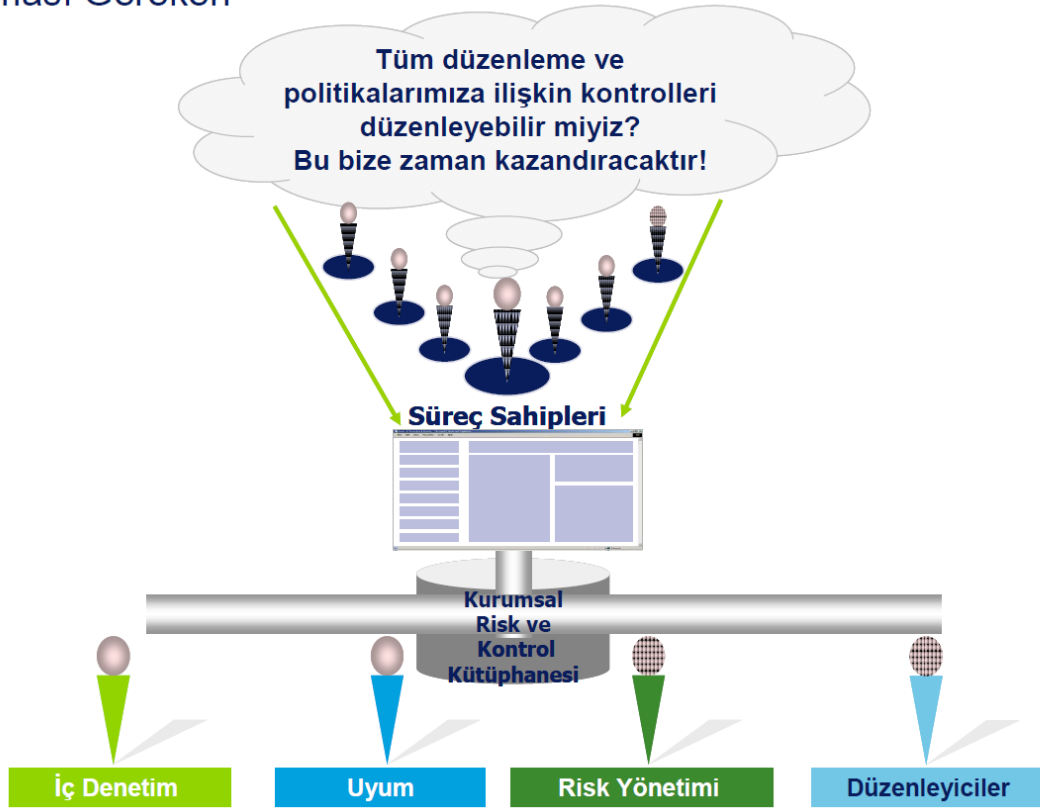 Gereken
Tüm düzenleme ve
politikalarımıza ilişkin kontrolleri
düzenleyebilir miyiz?
Bu bize zaman kazandıracaktır!
Süreç Sahipleri
Kurumsal
Risk ve
Kontrol
Kütüphanesi
İç Denetim
Uyum
Risk Yönetimi
Düzenleyiciler